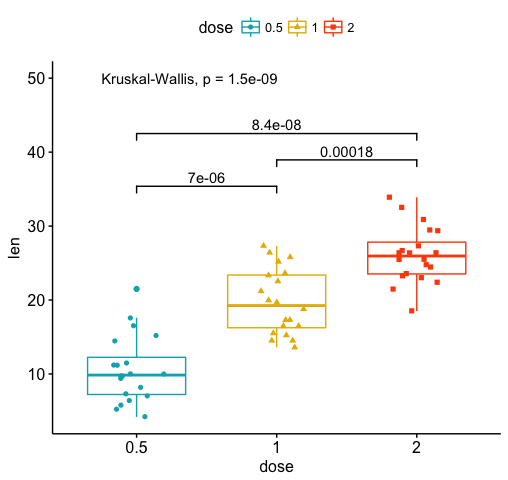 dose 0.5 1 2
50
Kruskal-Wallis, p = 1.5e-09
8.4e-08
40
0.00018
7e-06
30
len
20
10
0.5 1 2
dose